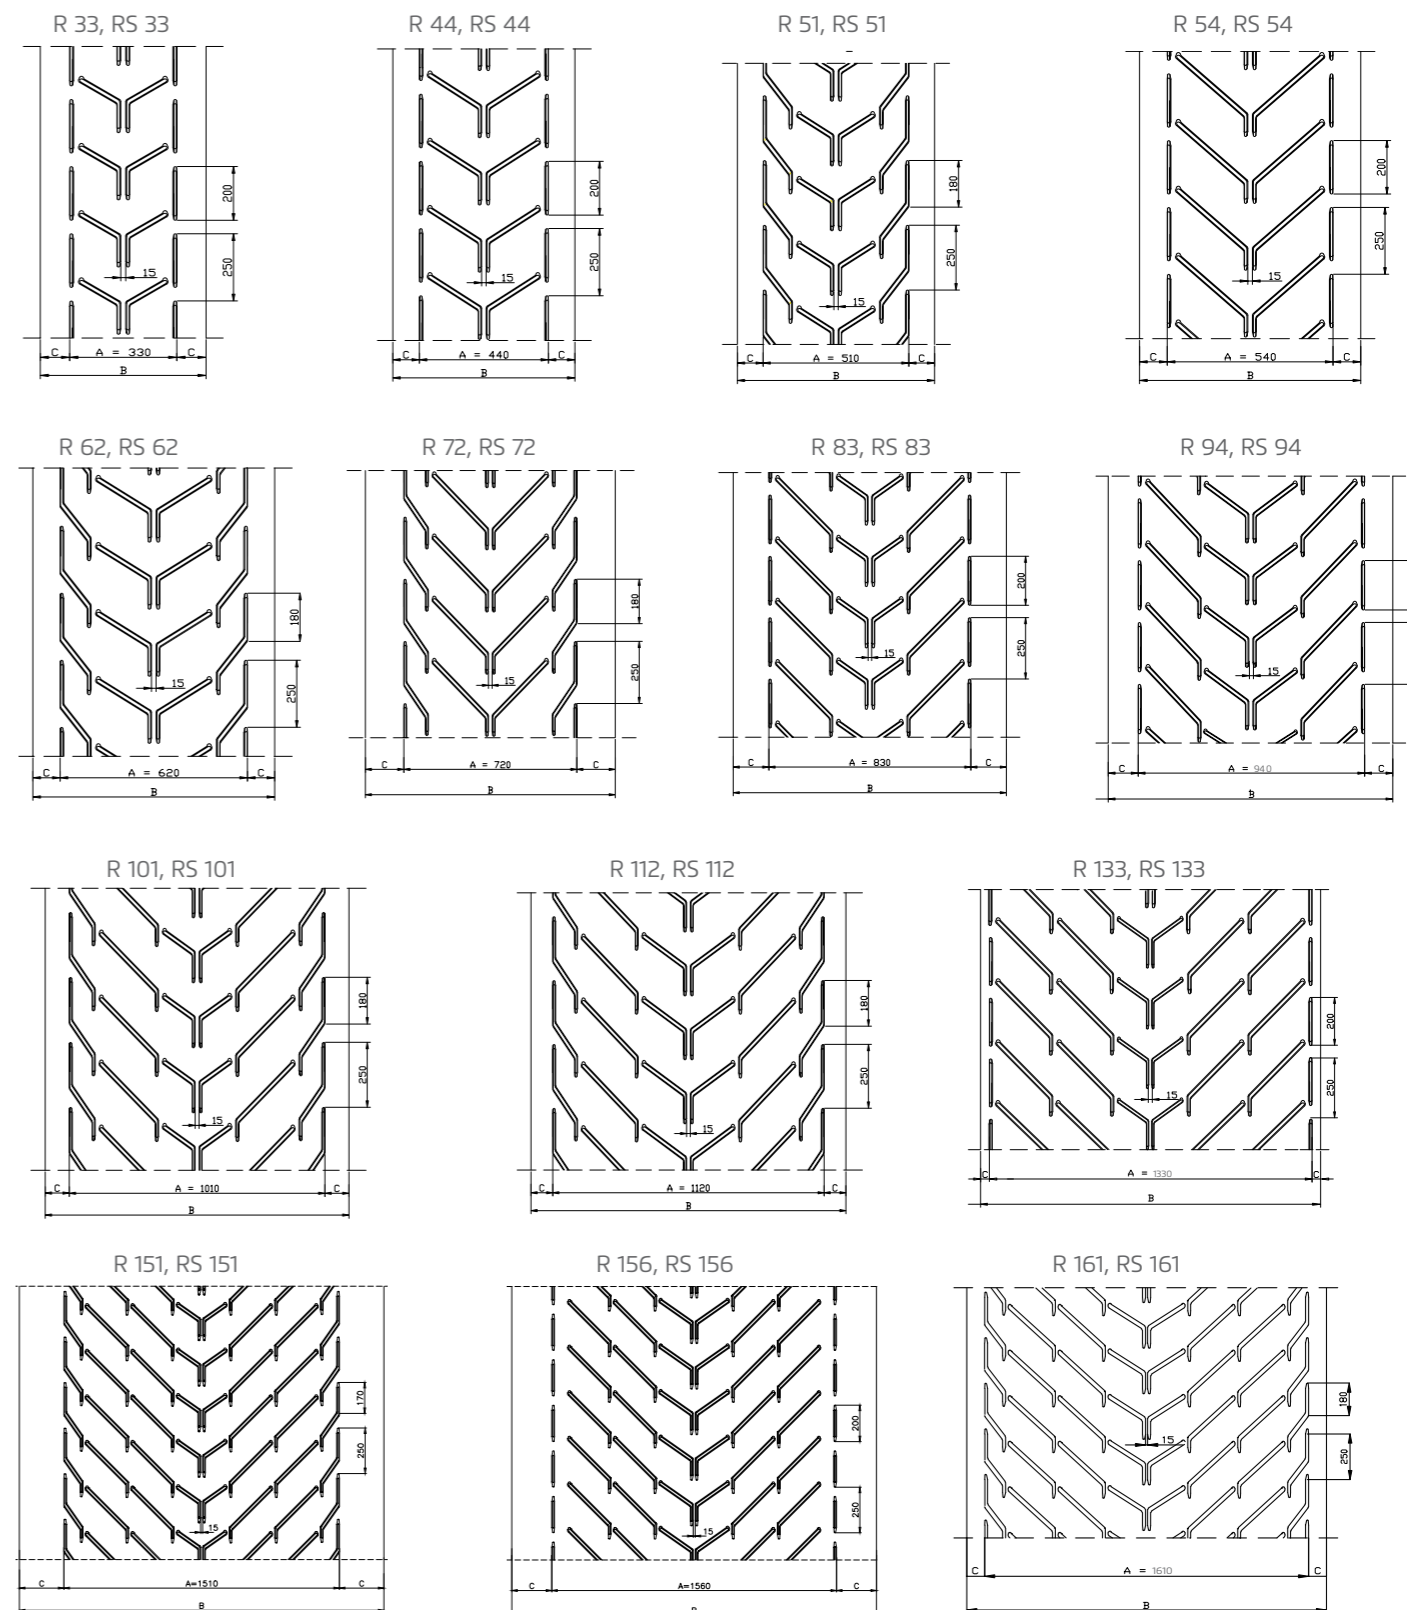 R 33, RS 33
R 44, RS 44
R 51, RS 51
R 54, RS 54
200
250
15
C
A = 330
C
B
200
250
15
C
A = 440
C
B
180
250
15
C
A = 510
C
B
200
250
15
C
A = 540
C
B
R 62, RS 62
R 72, RS 72
R 83, RS 83
R 94, RS 94
180
250
15
C
A = 620
C
B
180
250
15
C
A = 720
C
B
200
250
15
C
A = 830
C
B
15
C
A = 940
C
B
R 101, RS 101
R 112, RS 112
R 133, RS 133
180
250
15
C
A = 1010
C
B
180
250
15
C
A = 1120
C
B
200
250
15
C
A = 1330
C
B
R 151, RS 151
R 156, RS 156
R 161, RS 161
170
250
15
C
A=1510
C
B
200
250
15
C
A=1560
C
B
180
250
15
C
A = 1610
C
B